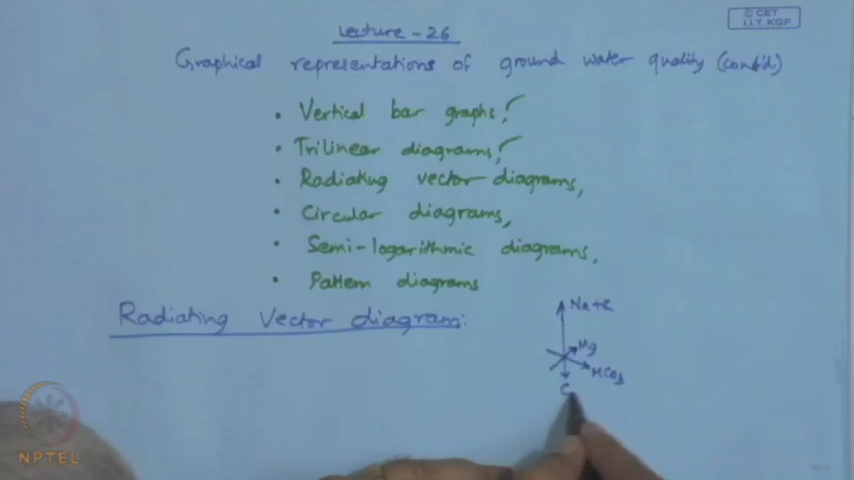 © CET
I.I.T. KGP
Lecture - 26
Graphical representations of ground water quality (cont'd.)
• Vertical bar graphs,✓
• Trilinear diagrams,✓
• Radiating vector diagrams,
• Circular diagrams,
• Semi-logarithmic diagrams,
• Pattern diagrams
Radiating Vector diagram:
Na+K
Mg
HCO3
C
NPTEL